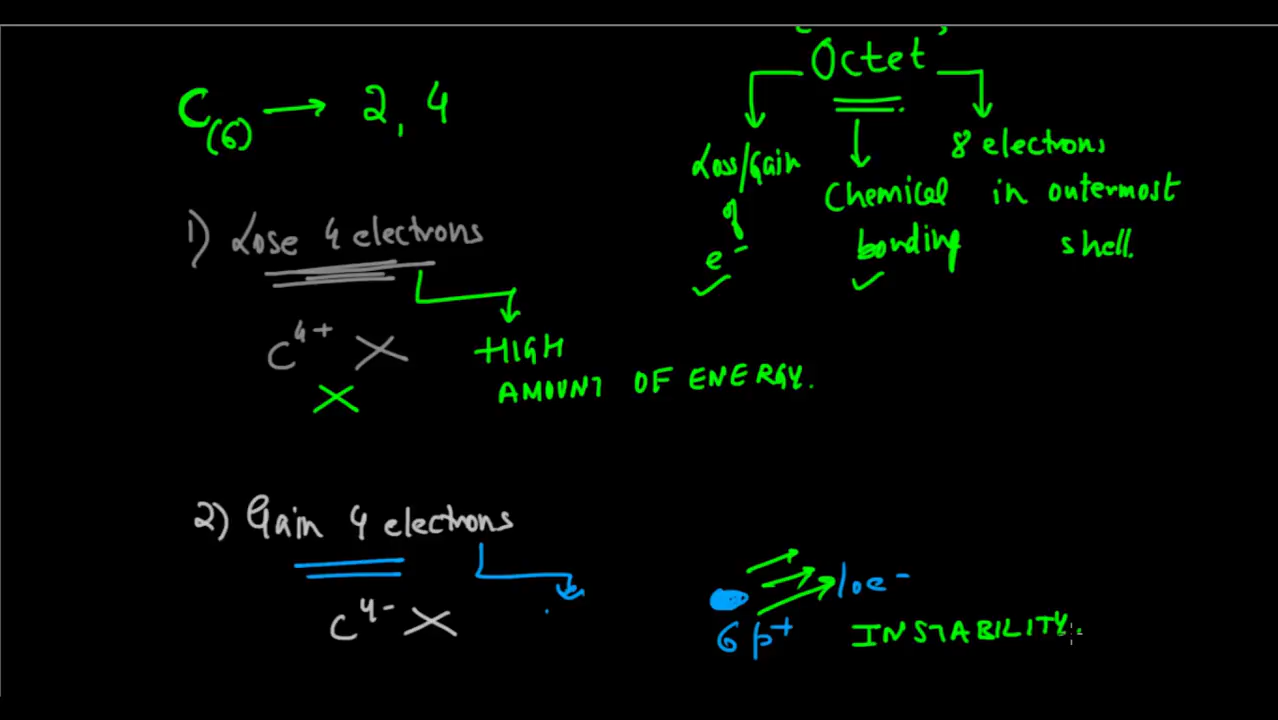 Octet
C(6) → 2, 4
Loss/Gain
of
e-
Chemical
bonding
8 electrons
in outermost
shell.
1) Lose 4 electrons
C4+ X
X
HIGH
AMOUNT OF ENERGY.
2) Gain 4 electrons
C4- X
6 p+
10e-
INSTABILITY.